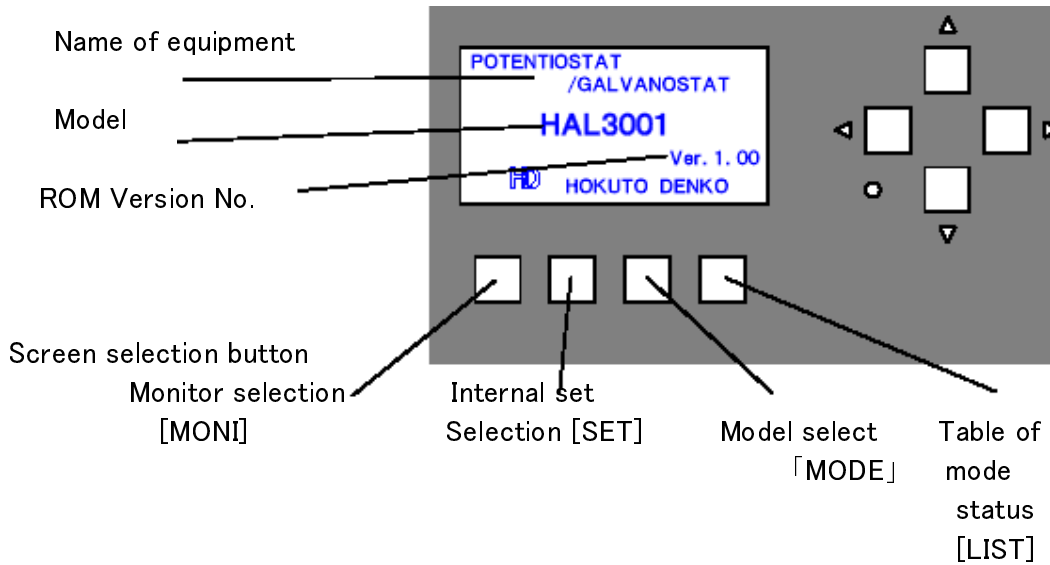 Name of equipment
POTENTIOSTAT
/GALVANOSTAT
Model
HAL3001
Ver. 1. 00
ROM Version No.
HD HOKUTO DENKO
Screen selection button
Monitor selection
[MONI]
Internal set
Selection [SET]
Model select
「MODE」
Table of
mode
status
[LIST]